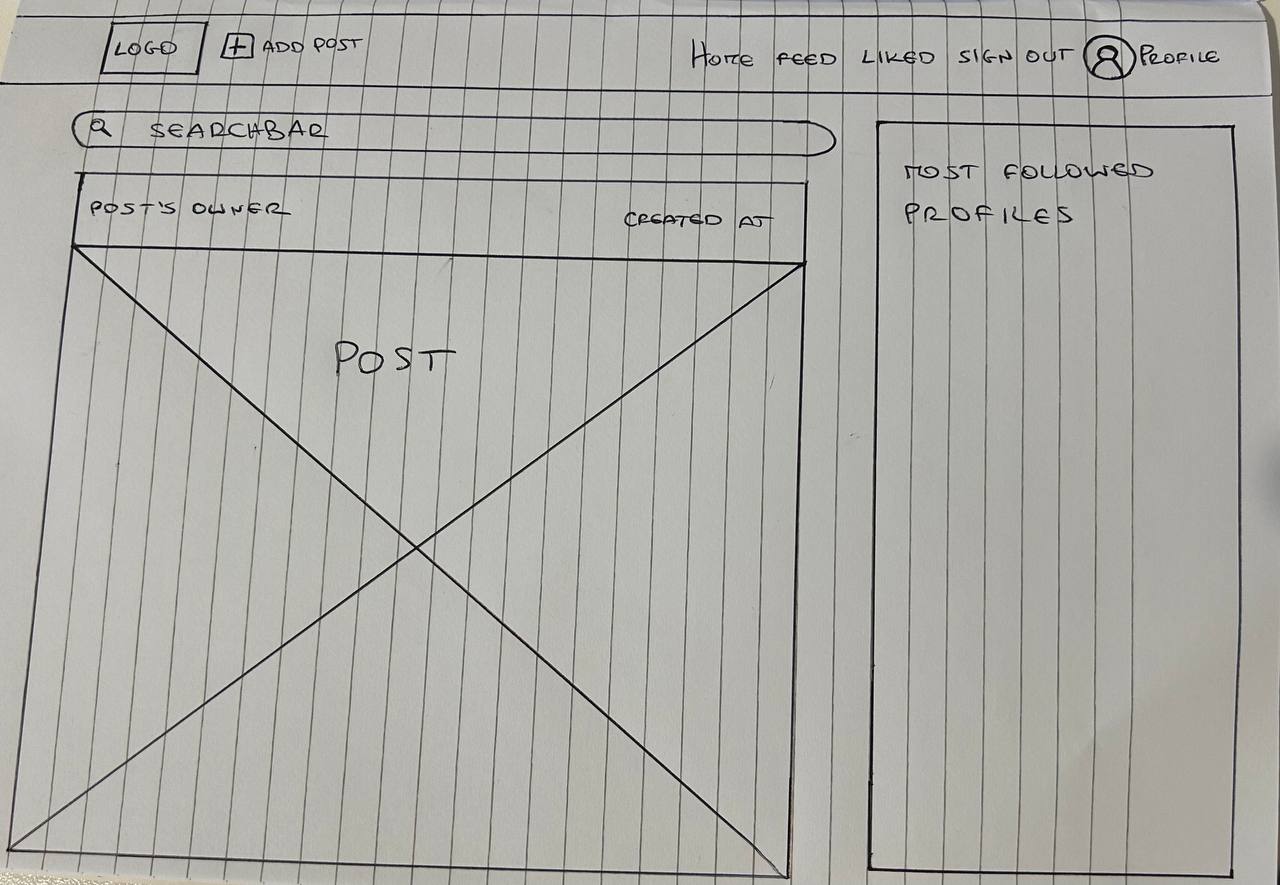 LOGO + ADD POST HOME FEED LIKED SIGN OUT PROFILE
SEARCHBAR
POST'S OWNER CREATED AT
POST
MOST FOLLOWED
PROFILES